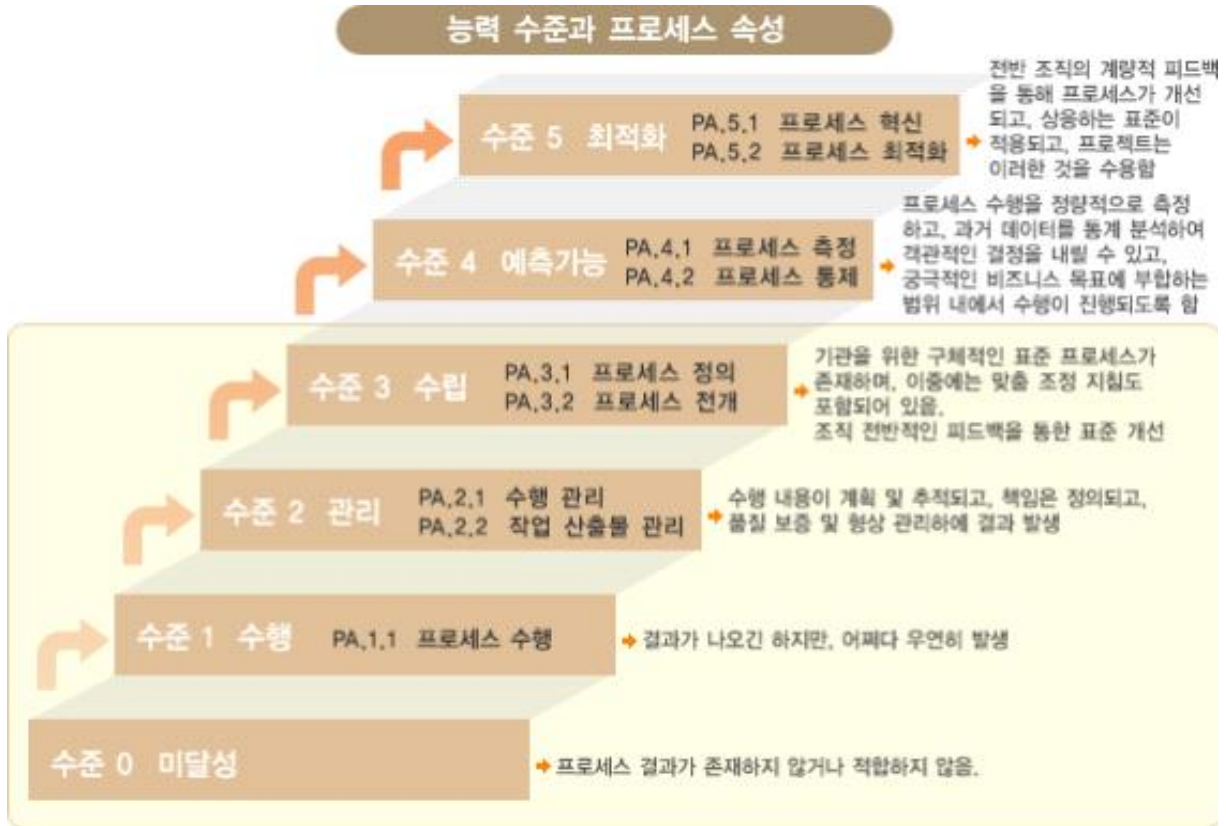 능력 수준과 프로세스 속성
수준 5 최적화
PA.5.1 프로세스 혁신
PA.5.2 프로세스 최적화
전반 조직의 계량적 피드백
을 통해 프로세스가 개선
되고, 상응하는 표준이
적용되고, 프로젝트는
이러한 것을 수용함
수준 4 예측가능
PA.4.1 프로세스 측정
PA.4.2 프로세스 통제
프로세스 수행을 정량적으로 측정
하고, 과거 데이터를 통계 분석하여
객관적인 결정을 내릴 수 있고,
궁극적인 비즈니스 목표에 부합하는
범위 내에서 수행이 진행되도록 함
수준 3 수립
PA.3.1 프로세스 정의
PA.3.2 프로세스 전개
기관을 위한 구체적인 표준 프로세스가
존재하며, 이중에는 맞춤 조정 지침도
포함되어 있음.
조직 전반적인 피드백을 통한 표준 개선
수준 2 관리
PA.2.1 수행 관리
PA.2.2 작업 산출물 관리
수행 내용이 계획 및 추적되고, 책임은 정의되고,
품질 보증 및 형상 관리하에 결과 발생
수준 1 수행
PA.1.1 프로세스 수행
결과가 나오긴 하지만, 어쩌다 우연히 발생
수준 0 미달성
프로세스 결과가 존재하지 않거나 적합하지 않음.